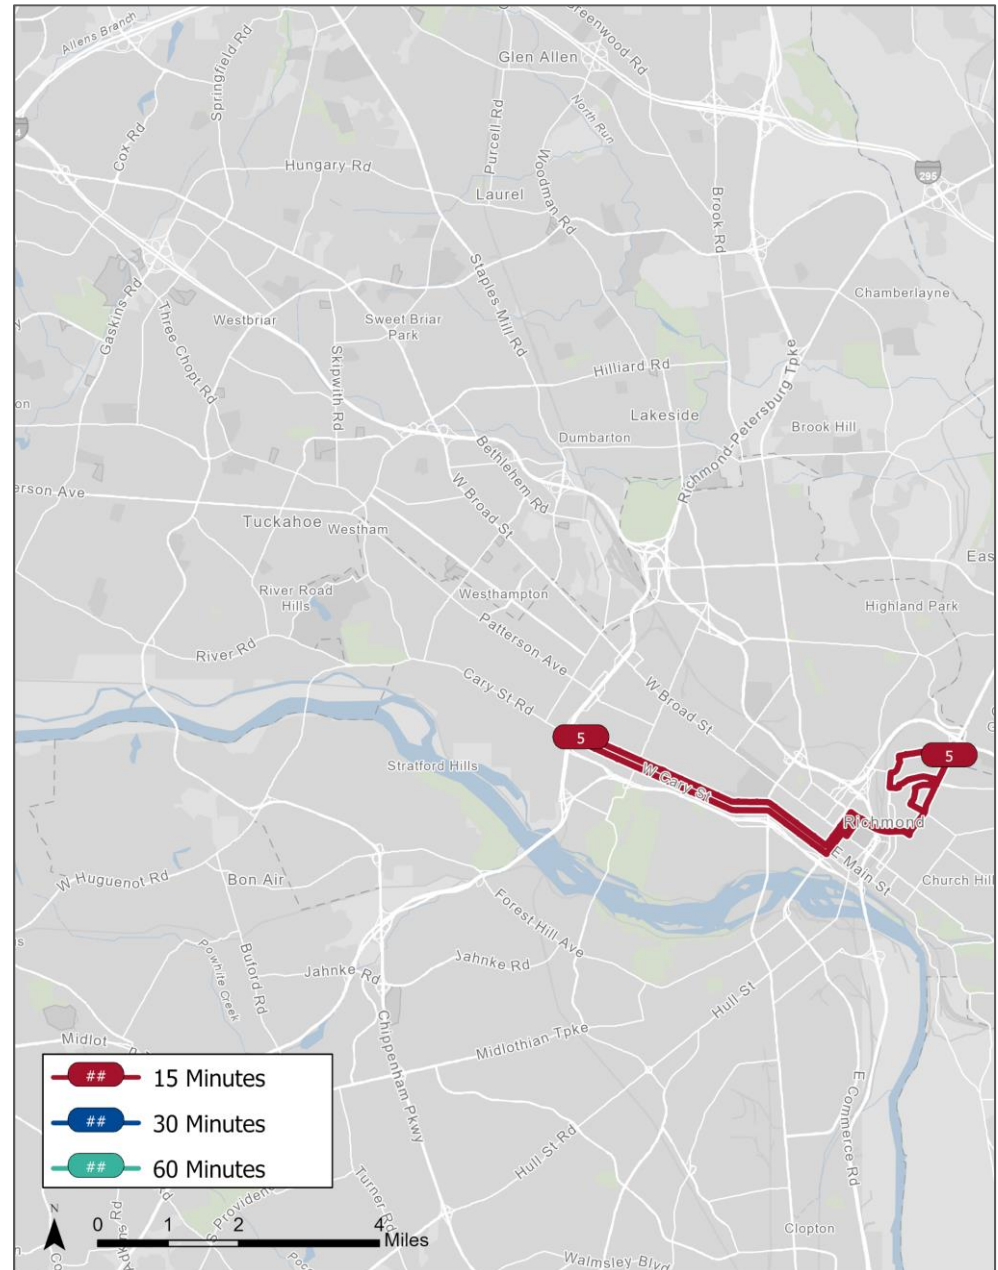 Allens Branch
Springfield Rd
Greenwood Rd
Glen Allen
Cox Rd
Purcell Rd
North Run
Hungary Rd
Woodman Rd
295
Laurel
Brook Rd
Staples Mill Rd
Gaskins Rd
Chamberlayne
Three Chopt Rd
Westbriar
Sweet Briar
Park
Skipwith Rd
Hilliard Rd
Richmond-Petersburg Tpke
on
Lakeside
Brook Hill
Dumbarton
Bethlehem Rd
erson Ave
W Broad St
Tuckahoe
Westham
Eas
River Road
Hills
Westhampton
Highland Park
Patterson Ave
River Rd
Cary St Rd
W Broad St
5
5
Stratford Hills
W Cary St
Richmond
E Main St
W Huguenot Rd
Bon Air
Church Hill
Forest Hill Ave
Buford Rd
Powhite Creek
Jahnke Rd
Jahnke Rd
Hull St
Midlot
Midlothian Tpke
Chippenham Pkwy
E Commerce Rd
## 15 Minutes
## 30 Minutes
## 60 Minutes
Hull St Rd
Turner Rd
S Providenc
N
0 1 2 4
Miles
Clopton
Walmsley Blvd